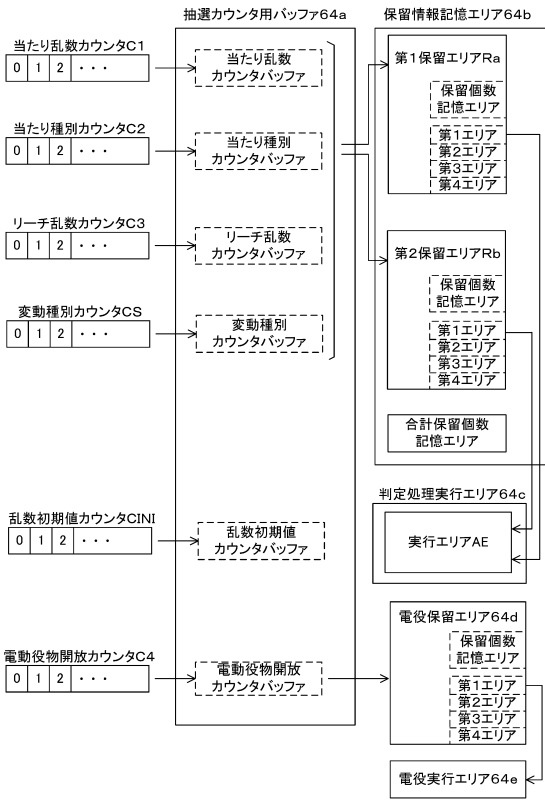 抽選カウンタ用バッファ64a
保留情報記憶エリア64b
当たり乱数カウンタC1
0 1 2 ・・・
当たり乱数
カウンタバッファ
当たり種別カウンタC2
0 1 2 ・・・
当たり種別
カウンタバッファ
リーチ乱数カウンタC3
0 1 2 ・・・
リーチ乱数
カウンタバッファ
変動種別カウンタCS
0 1 2 ・・・
変動種別
カウンタバッファ
乱数初期値カウンタCINI
0 1 2 ・・・
乱数初期値
カウンタバッファ
電動役物開放カウンタC4
0 1 2 ・・・
電動役物開放
カウンタバッファ
第1保留エリアRa
保留個数
記憶エリア
第1エリア
第2エリア
第3エリア
第4エリア
第2保留エリアRb
保留個数
記憶エリア
第1エリア
第2エリア
第3エリア
第4エリア
合計保留個数
記憶エリア
判定処理実行エリア64c
実行エリアAE
電役保留エリア64d
保留個数
記憶エリア
第1エリア
第2エリア
第3エリア
第4エリア
電役実行エリア64e